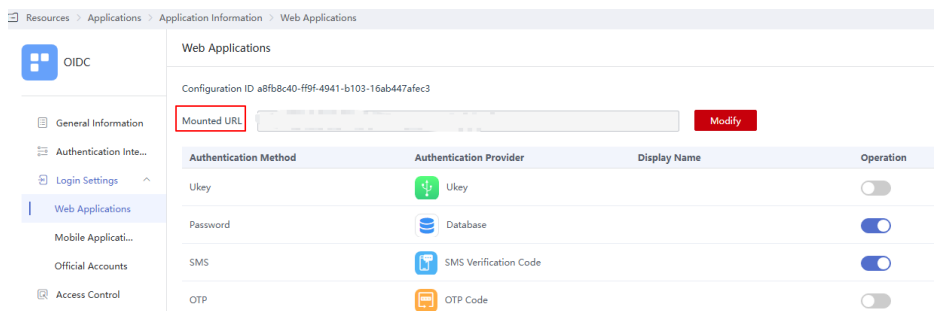 Resources > Applications > Application Information > Web Applications
OIDC
Web Applications
Configuration ID a8fb8c40-ff9f-4941-b103-16ab447afec3
General Information
Mounted URL
Modify
Authentication Inte...
Authentication Method Authentication Provider Display Name Operation
Login Settings
Ukey Ukey
Web Applications
Password Database
Mobile Applicati...
SMS SMS Verification Code
Official Accounts
Access Control
OTP OTP Code